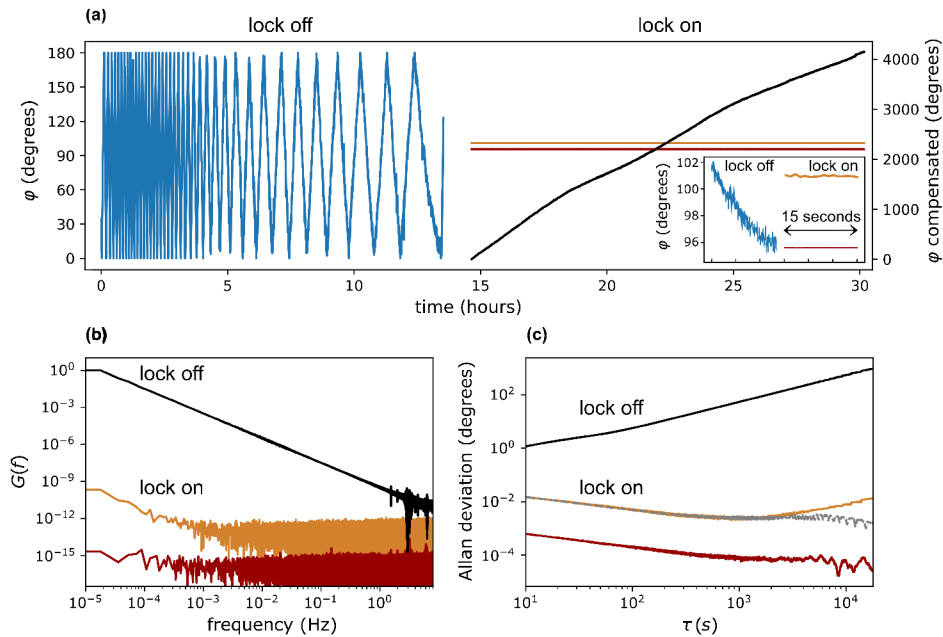 (a)
lock off
lock on
180
150
120
90
60
30
0
φ (degrees)
4000
3000
2000
1000
0
φ compensated (degrees)
102
100
98
96
φ (degrees)
lock off
lock on
15 seconds
0
5
10
15
20
25
30
time (hours)
(b)
10^0
10^-3
10^-6
10^-9
10^-12
10^-15
G(f)
lock off
lock on
10^-5
10^-4
10^-3
10^-2
10^-1
10^0
frequency (Hz)
(c)
10^2
10^0
10^-2
10^-4
Allan deviation (degrees)
lock off
lock on
10^1
10^2
10^3
10^4
τ (s)